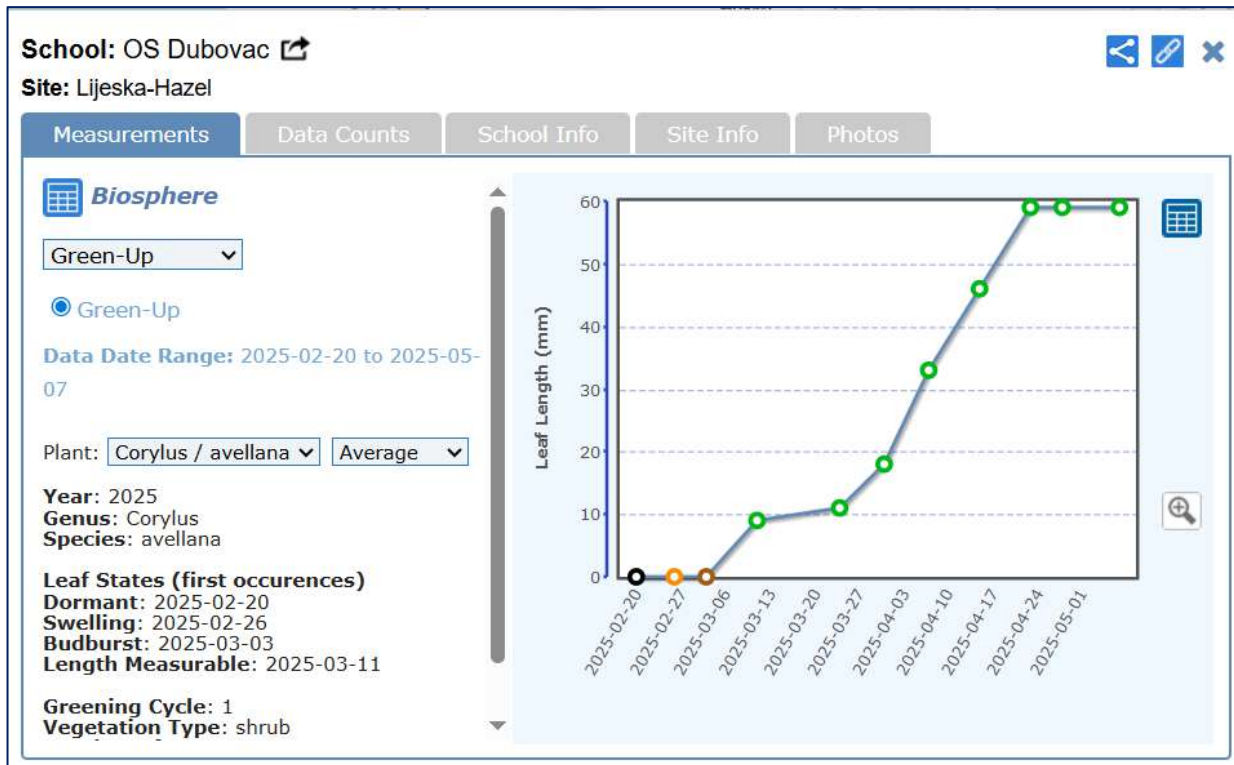 School: OS Dubovac
Site: Lijeska-Hazel
Measurements
Data Counts
School Info
Site Info
Photos
Biosphere
Green-Up
Green-Up
Data Date Range: 2025-02-20 to 2025-05-
07
Plant: Corylus / avellana Average
Year: 2025
Genus: Corylus
Species: avellana
Leaf States (first occurences)
Dormant: 2025-02-20
Swelling: 2025-02-26
Budburst: 2025-03-03
Length Measurable: 2025-03-11
Greening Cycle: 1
Vegetation Type: shrub
Leaf Length (mm)
60
50
40
30
20
10
0
2025-02-20
2025-02-27
2025-03-06
2025-03-13
2025-03-20
2025-03-27
2025-04-03
2025-04-10
2025-04-17
2025-04-24
2025-05-01